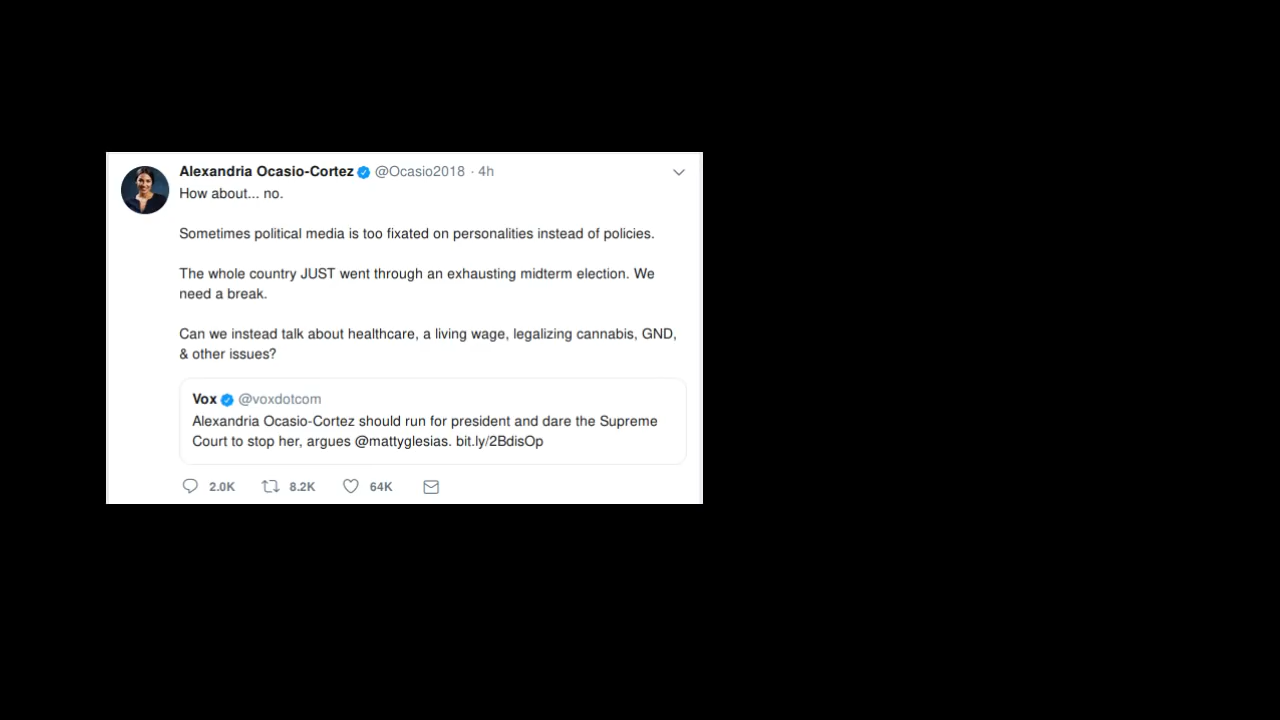 Alexandria Ocasio-Cortez @Ocasio2018 · 4h
How about... no.
Sometimes political media is too fixated on personalities instead of policies.
The whole country JUST went through an exhausting midterm election. We
need a break.
Can we instead talk about healthcare, a living wage, legalizing cannabis, GND,
& other issues?
Vox @voxdotcom
Alexandria Ocasio-Cortez should run for president and dare the Supreme
Court to stop her, argues @mattyglesias. bit.ly/2BdisOp
2.0K 8.2K 64K